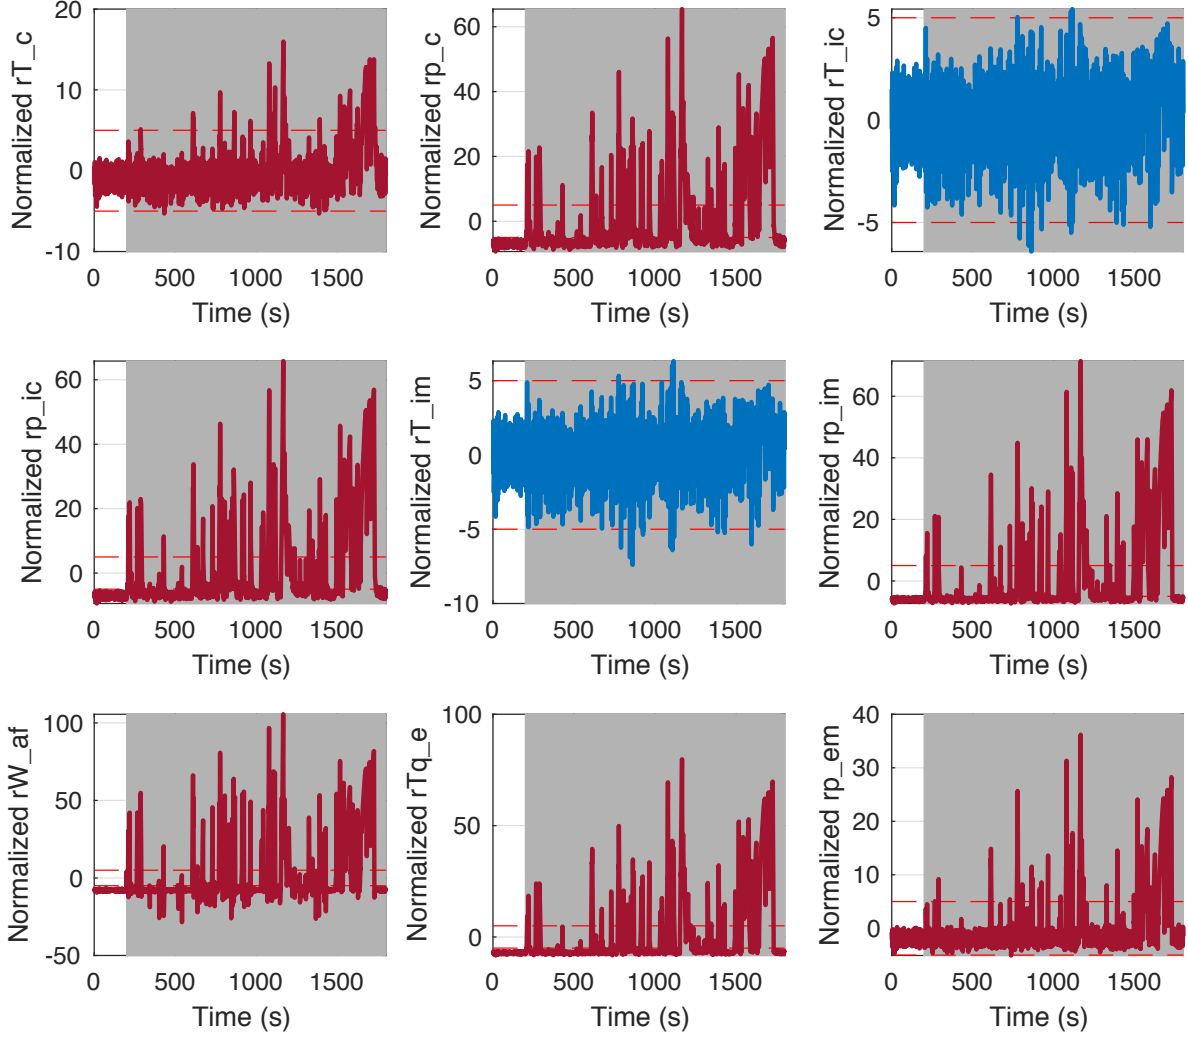 Normalized rT_c
20
10
0
-10
0 500 1000 1500
Time (s)
Normalized rp_c
60
40
20
0
0 500 1000 1500
Time (s)
Normalized rT_ic
5
0
-5
0 500 1000 1500
Time (s)
Normalized rp_ic
60
40
20
0
0 500 1000 1500
Time (s)
Normalized rT_im
5
0
-5
-10
0 500 1000 1500
Time (s)
Normalized rp_im
60
40
20
0
0 500 1000 1500
Time (s)
Normalized rW_af
100
50
0
-50
0 500 1000 1500
Time (s)
Normalized rTq_e
100
50
0
0 500 1000 1500
Time (s)
Normalized rp_em
40
30
20
10
0
0 500 1000 1500
Time (s)